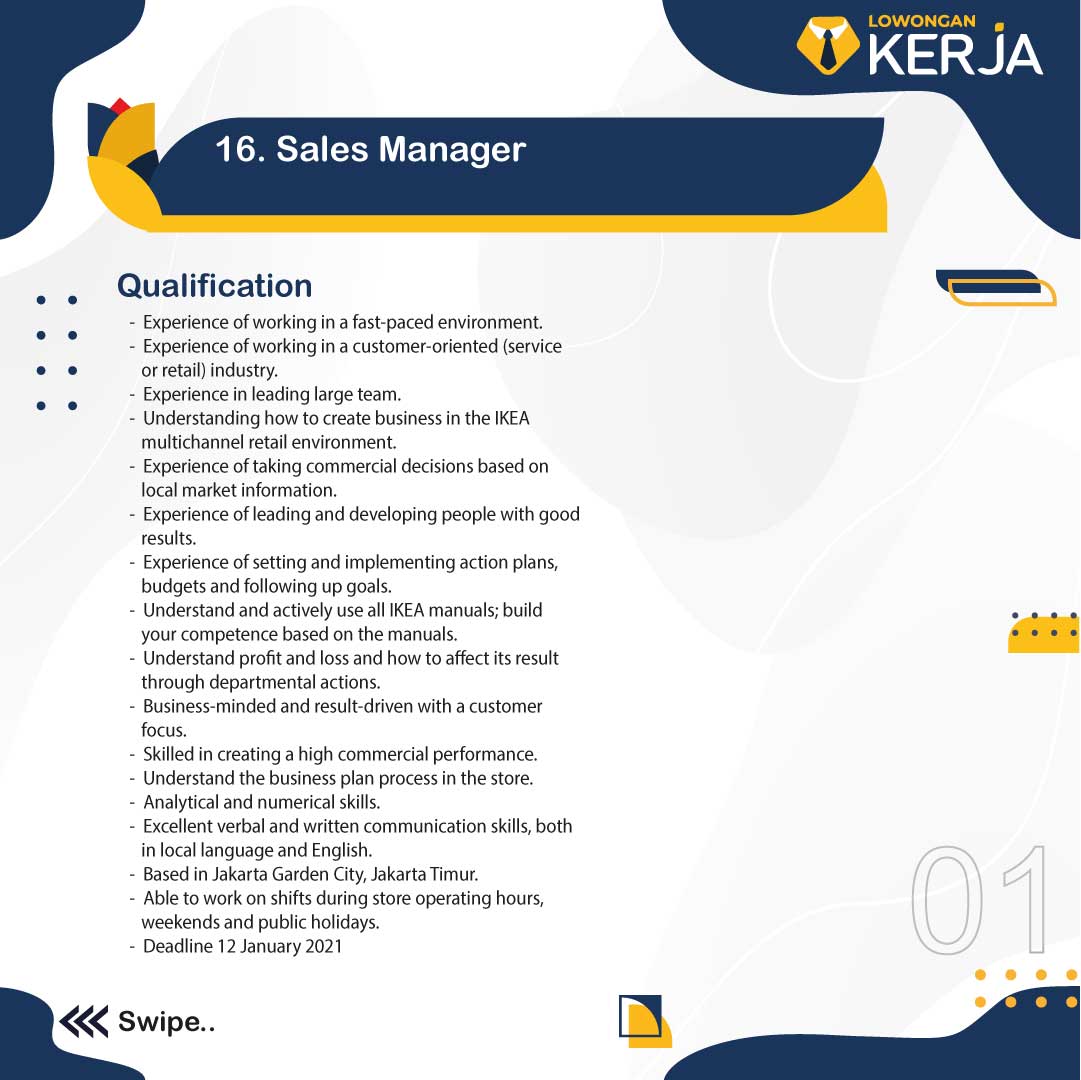 LOWONGAN
KERJA
16. Sales Manager
Qualification
- Experience of working in a fast-paced environment.
- Experience of working in a customer-oriented (service
or retail) industry.
- Experience in leading large team.
- Understanding how to create business in the IKEA
multichannel retail environment.
- Experience of taking commercial decisions based on
local market information.
- Experience of leading and developing people with good
results.
- Experience of setting and implementing action plans,
budgets and following up goals.
- Understand and actively use all IKEA manuals; build
your competence based on the manuals.
- Understand profit and loss and how to affect its result
through departmental actions.
- Business-minded and result-driven with a customer
focus.
- Skilled in creating a high commercial performance.
- Understand the business plan process in the store.
- Analytical and numerical skills.
- Excellent verbal and written communication skills, both
in local language and English.
- Based in Jakarta Garden City, Jakarta Timur.
- Able to work on shifts during store operating hours,
weekends and public holidays.
- Deadline 12 January 2021
01
Swipe..